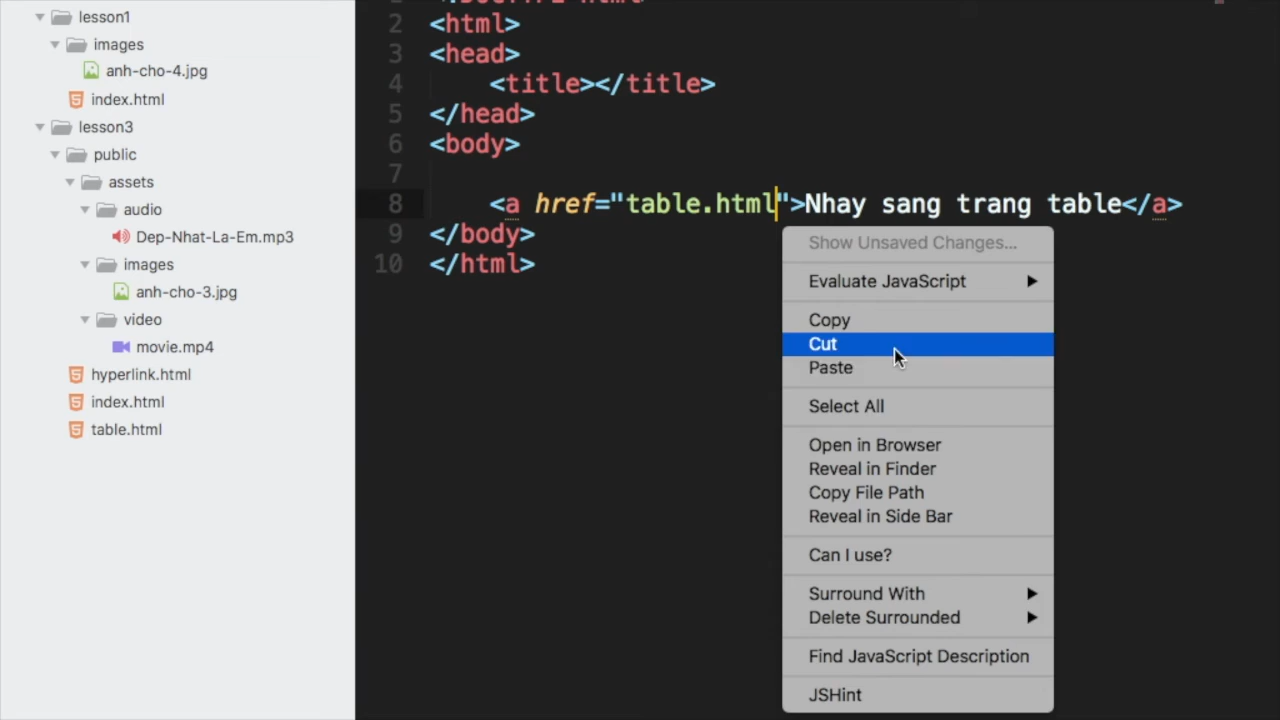 lesson1
images
anh-cho-4.jpg
index.html
lesson3
public
assets
audio
Dep-Nhat-La-Em.mp3
images
anh-cho-3.jpg
video
movie.mp4
hyperlink.html
index.html
table.html
2 <html>
3 <head>
4 <title></title>
5 </head>
6 <body>
7
8 <a href="table.html">Nhay sang trang table</a>
9 </body>
10 </html>
Show Unsaved Changes...
Evaluate JavaScript
Copy
Cut
Paste
Select All
Open in Browser
Reveal in Finder
Copy File Path
Reveal in Side Bar
Can I use?
Surround With
Delete Surrounded
Find JavaScript Description
JSHint